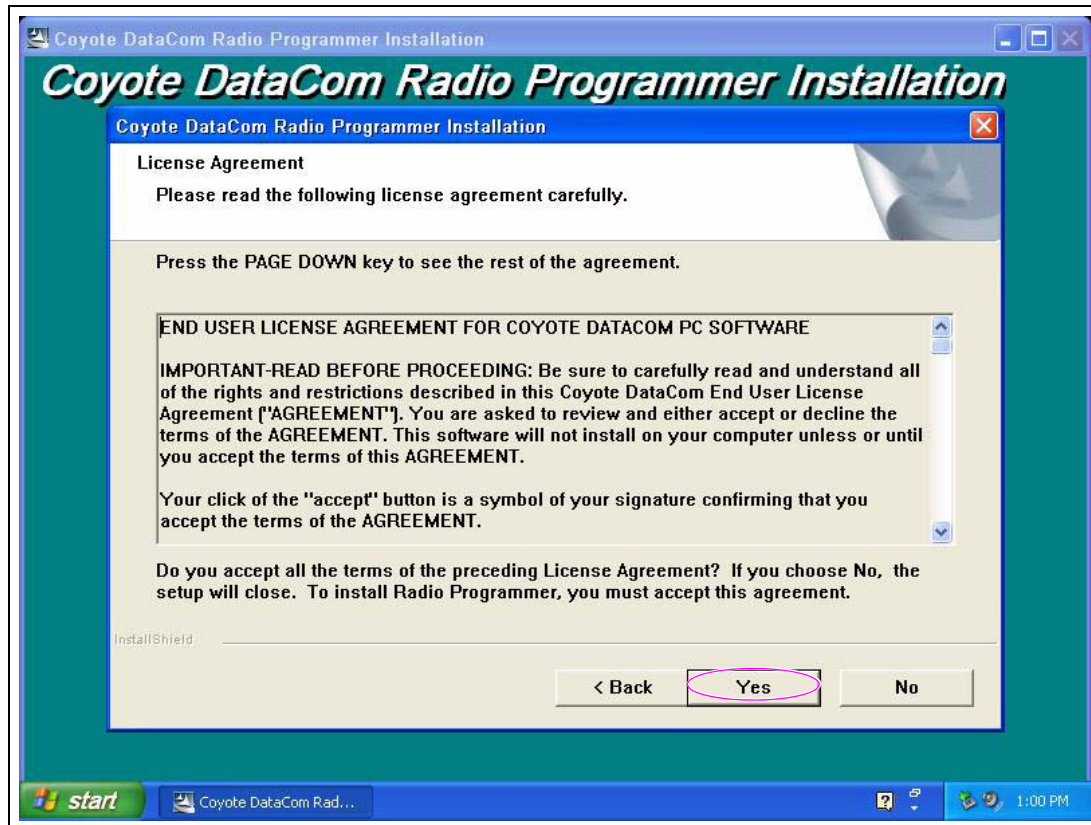 Coyote DataCom Radio Programmer Installation
Coyote DataCom Radio Programmer Installation
Coyote DataCom Radio Programmer Installation
License Agreement
Please read the following license agreement carefully.
Press the PAGE DOWN key to see the rest of the agreement.
END USER LICENSE AGREEMENT FOR COYOTE DATACOM PC SOFTWARE
IMPORTANT-READ BEFORE PROCEEDING: Be sure to carefully read and understand all
of the rights and restrictions described in this Coyote DataCom End User License
Agreement ("AGREEMENT"). You are asked to review and either accept or decline the
terms of the AGREEMENT. This software will not install on your computer unless or until
you accept the terms of this AGREEMENT.
Your click of the "accept" button is a symbol of your signature confirming that you
accept the terms of the AGREEMENT.
Do you accept all the terms of the preceding License Agreement? If you choose No, the
setup will close. To install Radio Programmer, you must accept this agreement.
InstallShield
< Back
Yes
No
start
Coyote DataCom Rad...
1:00 PM